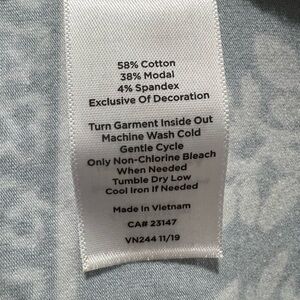 58% Cotton
38% Modal
4% Spandex
Exclusive Of Decoration
Turn Garment Inside Out
Machine Wash Cold
Gentle Cycle
Only Non-Chlorine Bleach
When Needed
Tumble Dry Low
Cool Iron If Needed
Made In Vietnam
CA# 23147
VN244 11/19